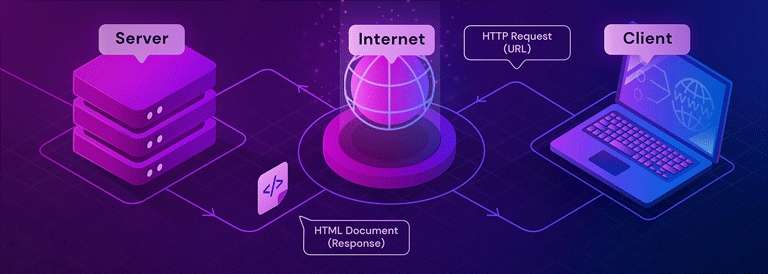 Server
Internet
HTTP Request
(URL)
Client
WWW
</>
HTML Document
(Response)